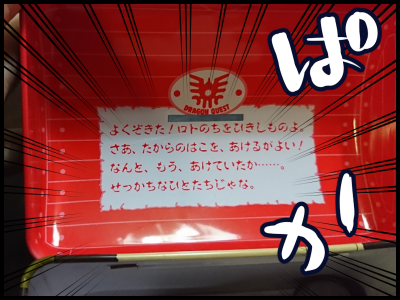 ぱ
か
DRAGON QUEST
よくぞきた!ロトのちをひきしものよ。
さあ、たからのはこを、あけるがよい!
なんと、もう、あけていたか……。
せっかちなひとたちじゃな。